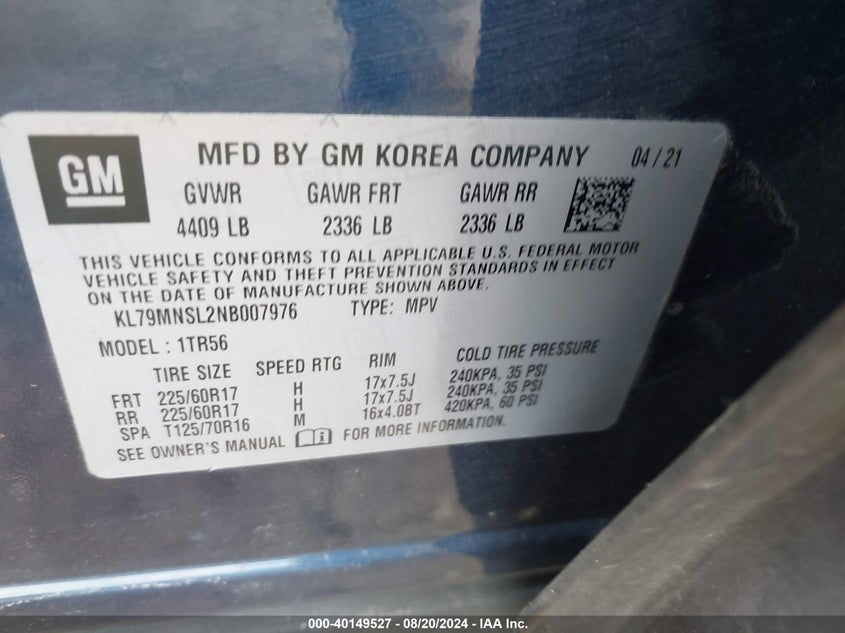 GM
MFD BY GM KOREA COMPANY 04/21
GVWR GAWR FRT GAWR RR
4409 LB 2336 LB 2336 LB
THIS VEHICLE CONFORMS TO ALL APPLICABLE U.S. FEDERAL MOTOR
VEHICLE SAFETY AND THEFT PREVENTION STANDARDS IN EFFECT
ON THE DATE OF MANUFACTURE SHOWN ABOVE.
KL79MNSL2NB007976 TYPE: MPV
MODEL : 1TR56
TIRE SIZE SPEED RTG RIM COLD TIRE PRESSURE
FRT 225/60R17 H 17x7.5J 240KPA, 35 PSI
RR 225/60R17 H 17x7.5J 240KPA, 35 PSI
SPA T125/70R16 M 16x4.0BT 420KPA, 60 PSI
SEE OWNER'S MANUAL FOR MORE INFORMATION.
000-40149527 - 08/20/2024 - IAA Inc.